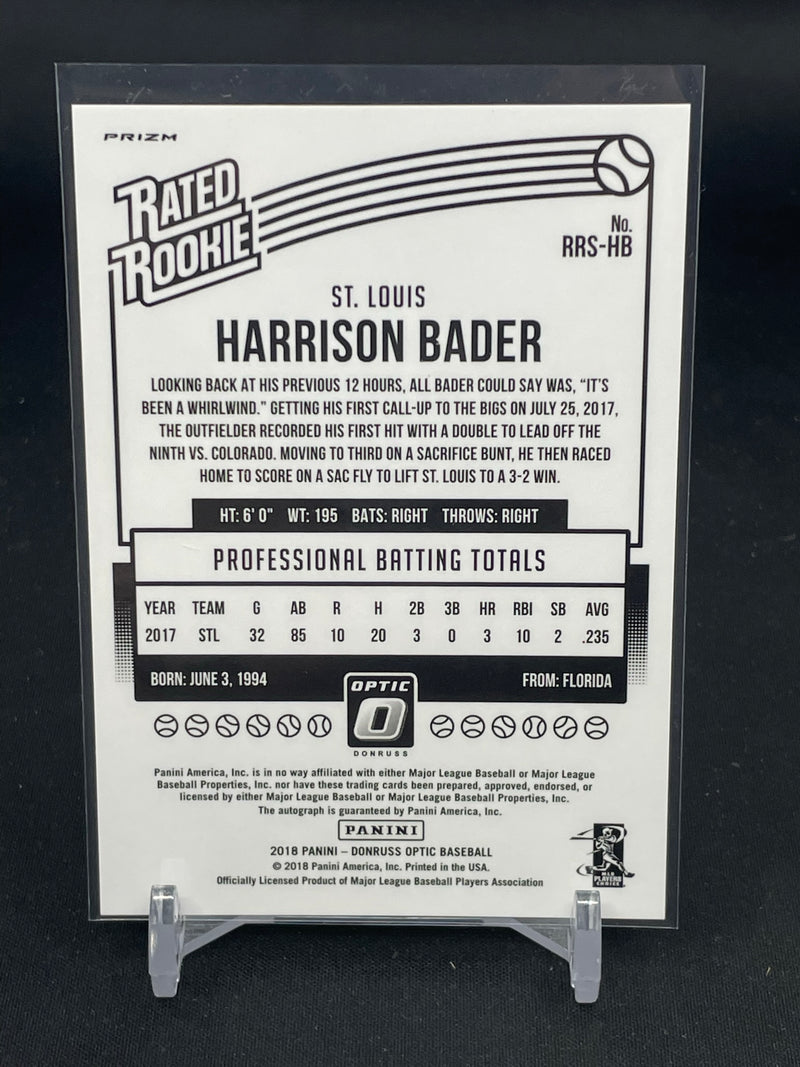 PRIZM
RATED
ROOKIE
No.
RRS-HB
ST. LOUIS
HARRISON BADER
LOOKING BACK AT HIS PREVIOUS 12 HOURS, ALL BADER COULD SAY WAS, “IT’S
BEEN A WHIRLWIND.” GETTING HIS FIRST CALL-UP TO THE BIGS ON JULY 25, 2017,
THE OUTFIELDER RECORDED HIS FIRST HIT WITH A DOUBLE TO LEAD OFF THE
NINTH VS. COLORADO. MOVING TO THIRD ON A SACRIFICE BUNT, HE THEN RACED
HOME TO SCORE ON A SAC FLY TO LIFT ST. LOUIS TO A 3-2 WIN.
HT: 6' 0" WT: 195 BATS: RIGHT THROWS: RIGHT
PROFESSIONAL BATTING TOTALS
YEAR TEAM G AB R H 2B 3B HR RBI SB AVG
2017 STL 32 85 10 20 3 0 3 10 2 .235
BORN: JUNE 3, 1994 FROM: FLORIDA
OPTIC
O
DONRUSS
Panini America, Inc. is in no way affiliated with either Major League Baseball or Major League
Baseball Properties, Inc. nor have these trading cards been prepared, approved, endorsed, or
licensed by either Major League Baseball or Major League Baseball Properties, Inc.
The autograph is guaranteed by Panini America, Inc.
PANINI
2018 PANINI – DONRUSS OPTIC BASEBALL
© 2018 Panini America, Inc. Printed in the USA.
Officially Licensed Product of Major League Baseball Players Association
MLB
PLAYERS
CHOICE